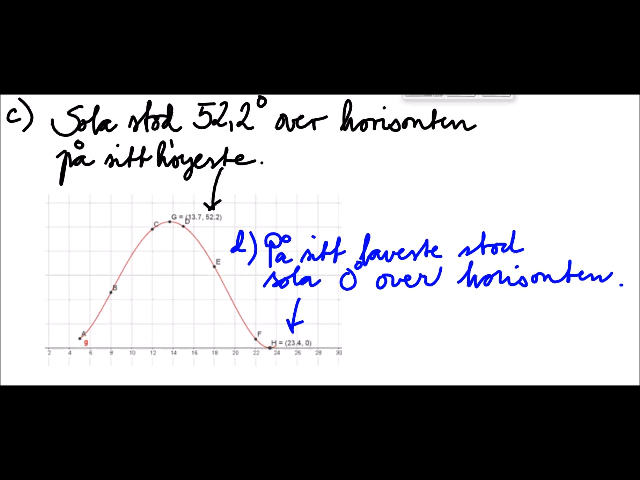 c) Sola stod 52,2° over horisonten
på sitt høyeste.
C G = (13.7, 52.2) D
d) På sitt laveste stod
sola 0° over horisonten.
E
B
A F
g H = (23.4, 0)
2 4 6 8 10 12 14 16 18 20 22 24 26 28 30